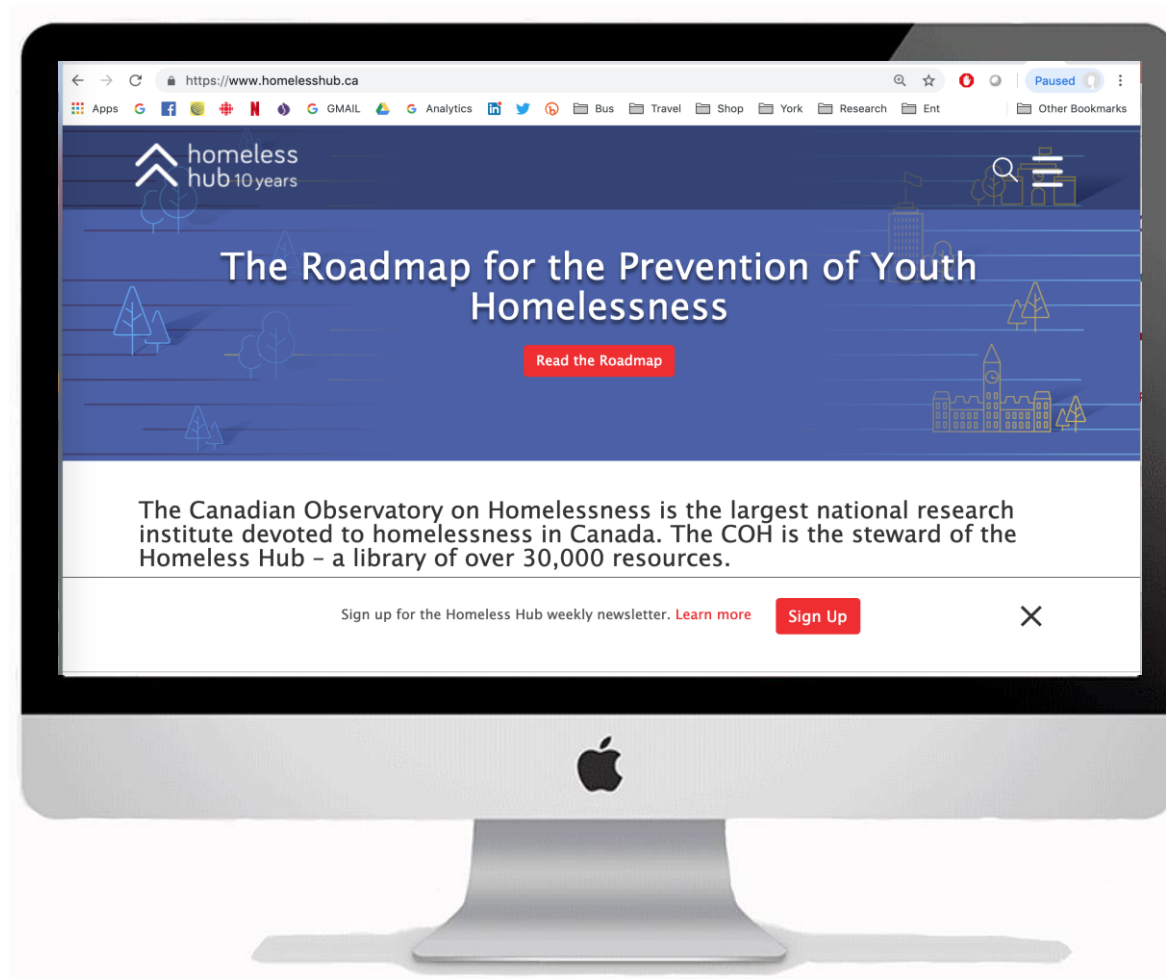 https://www.homelesshub.ca
Paused
Apps
GMAIL
Analytics
Bus
Travel
Shop
York
Research
Ent
Other Bookmarks
homeless
hub 10 years
The Roadmap for the Prevention of Youth
Homelessness
Read the Roadmap
The Canadian Observatory on Homelessness is the largest national research
institute devoted to homelessness in Canada. The COH is the steward of the
Homeless Hub – a library of over 30,000 resources.
Sign up for the Homeless Hub weekly newsletter. Learn more
Sign Up